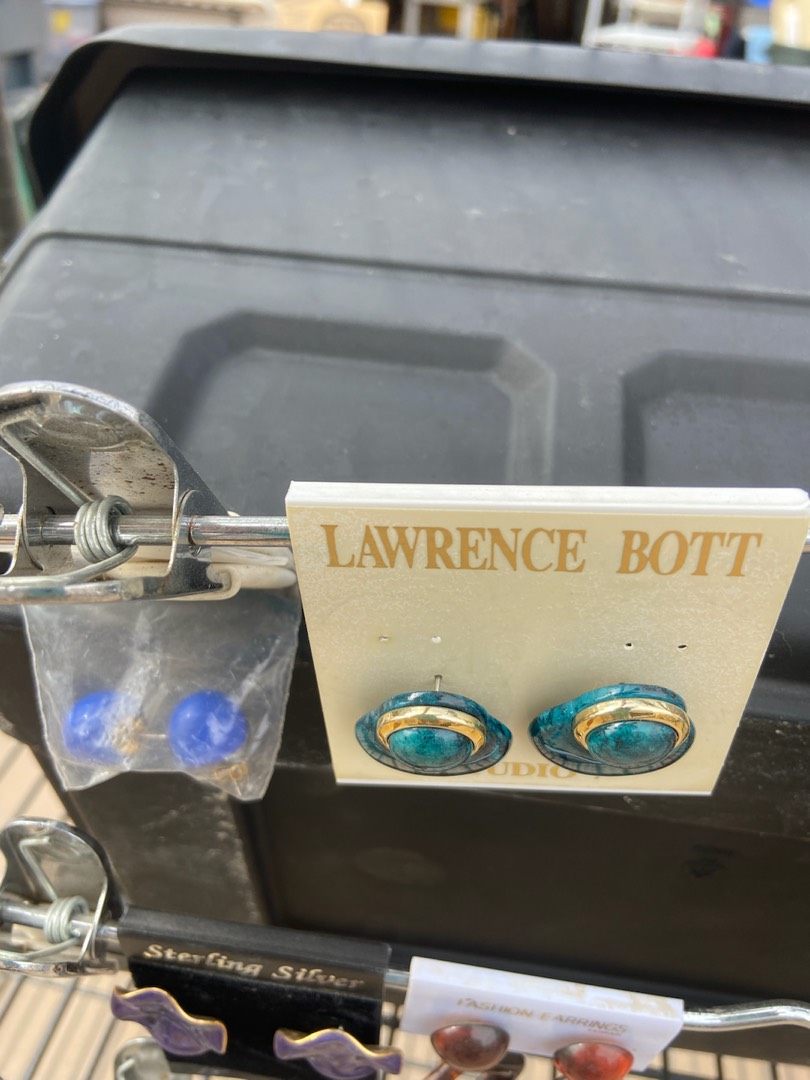 LAWRENCE BOTT
Sterling Silver
FASHION EARRINGS